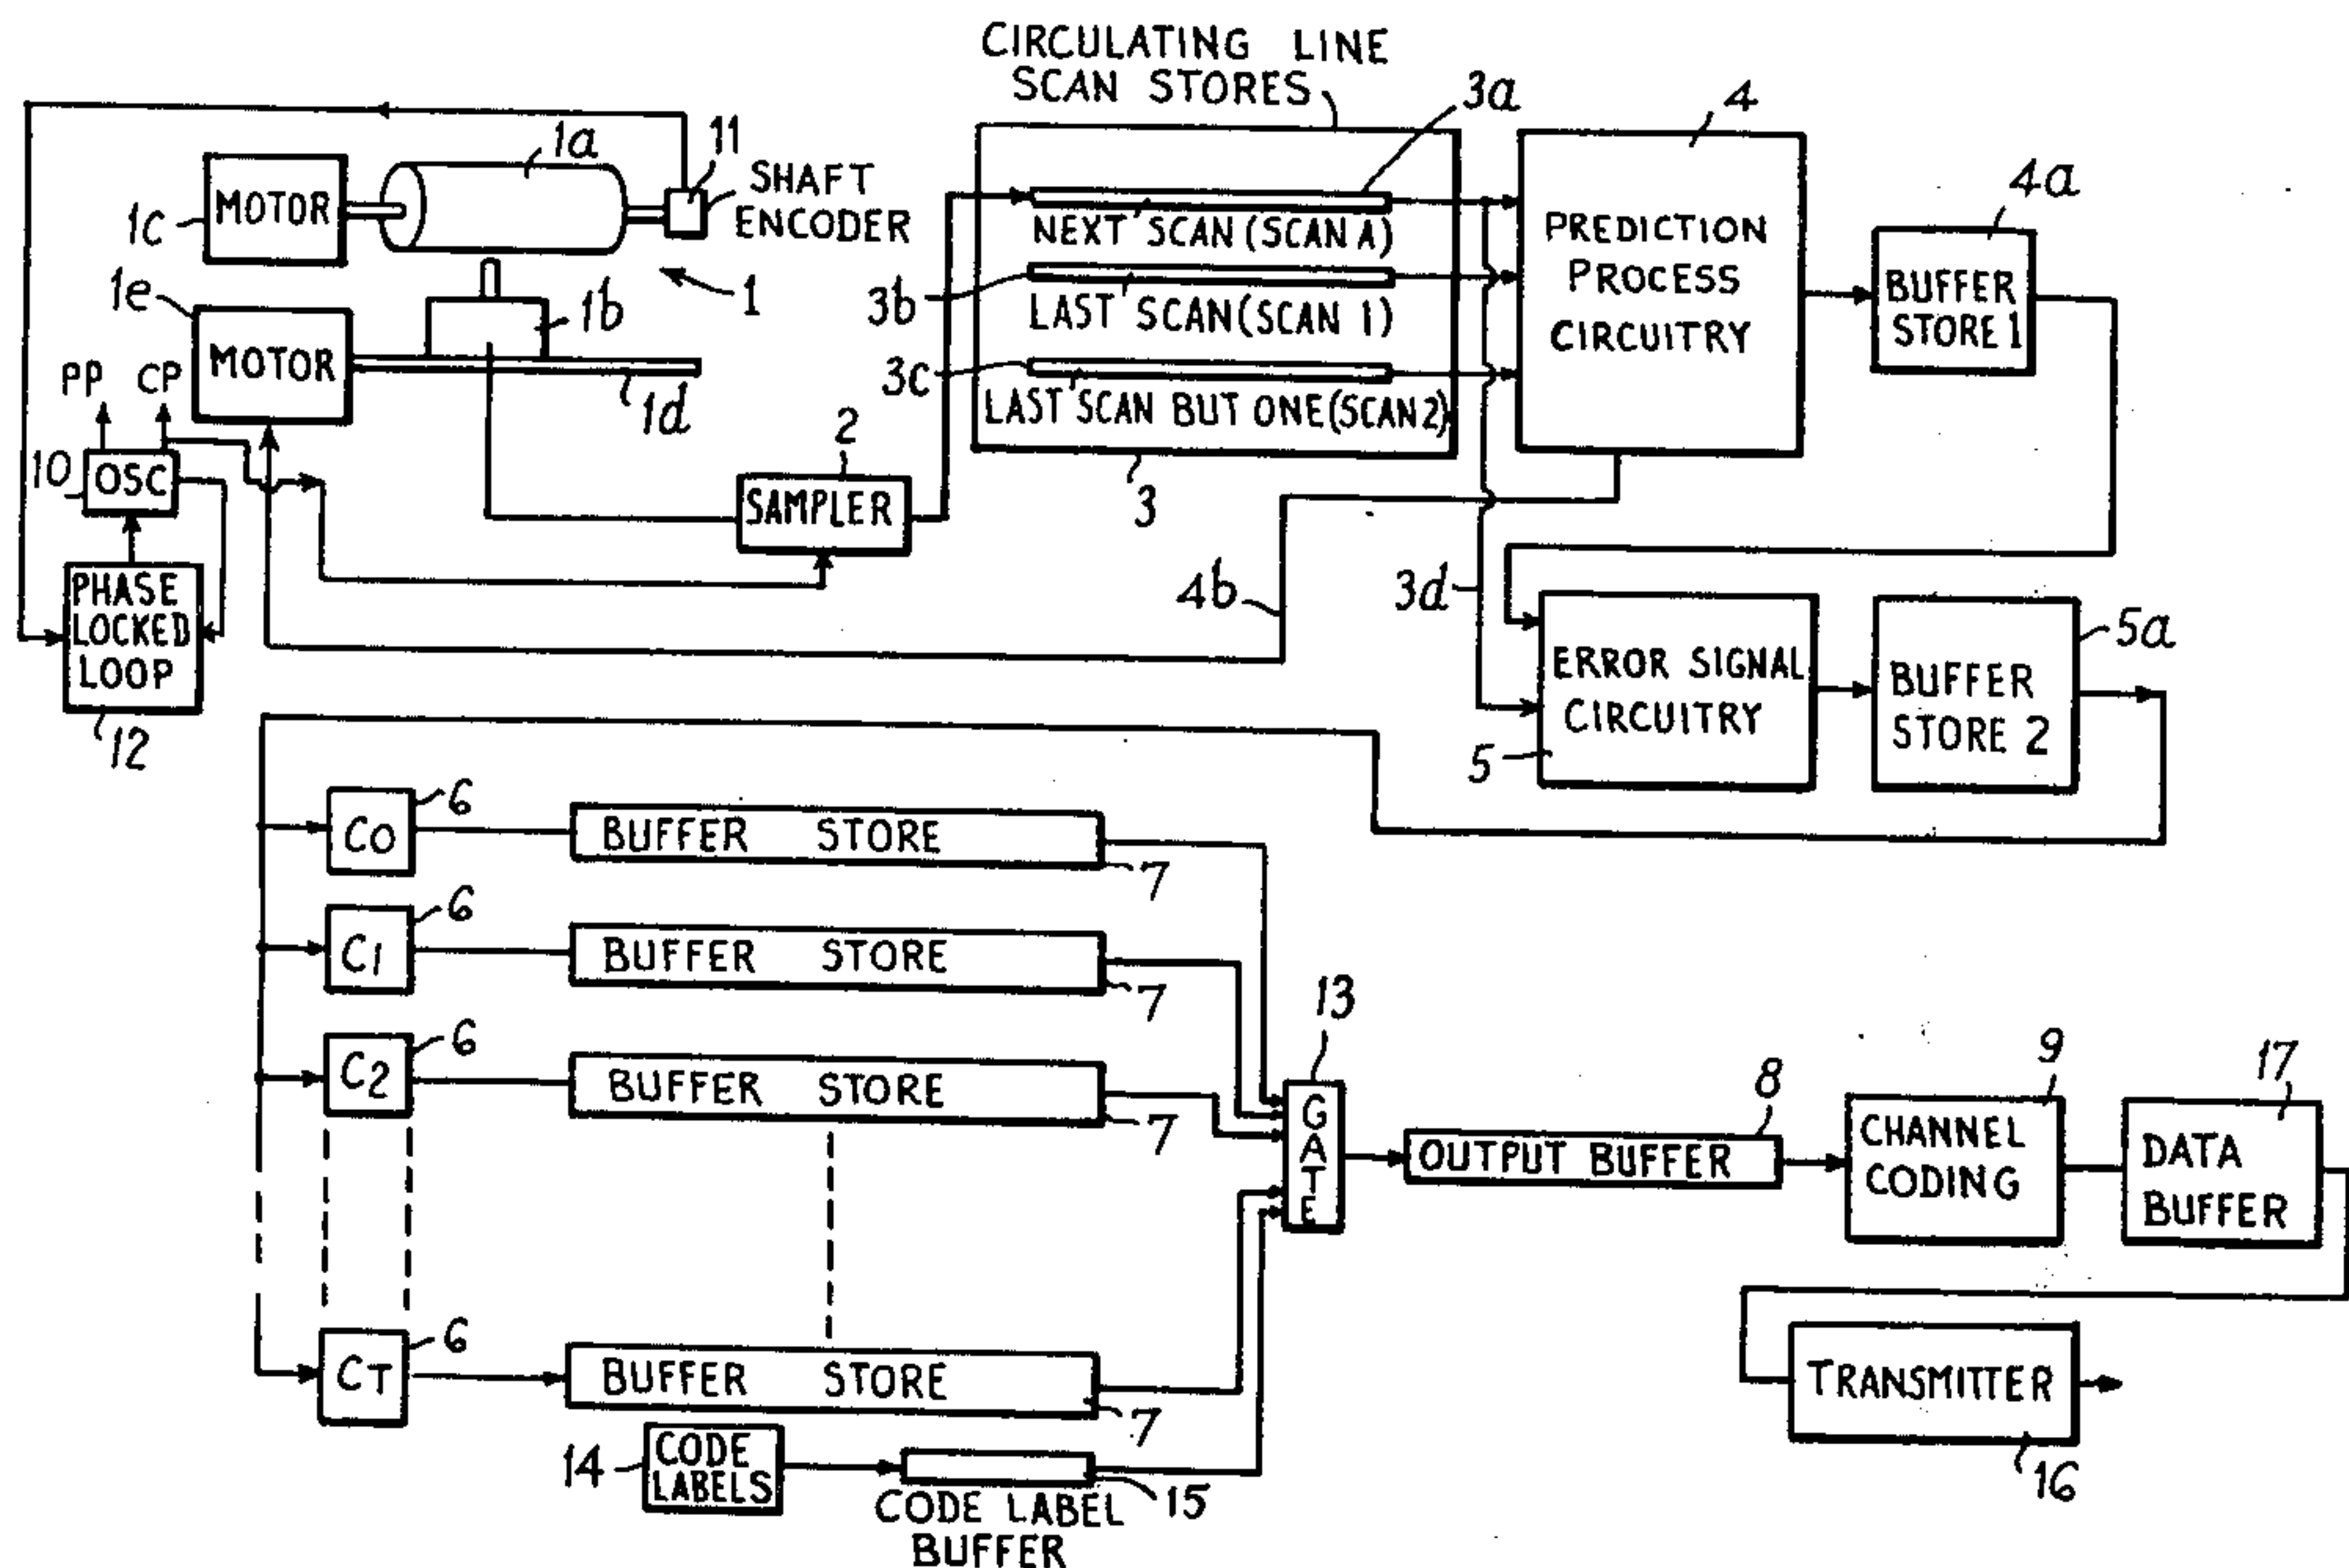 CIRCULATING LINE
SCAN STORES
3a
4
11
1a
SHAFT
ENCODER
MOTOR
1c
4a
NEXT SCAN (SCAN A)
PREDICTION
PROCESS
CIRCUITRY
1e
1b
1
3b
LAST SCAN (SCAN 1)
BUFFER
STORE 1
MOTOR
PP
CP
3c
1d
LAST SCAN BUT ONE (SCAN 2)
2
10
OSC
SAMPLER
3
PHASE
LOCKED
LOOP
4b
3d
5a
ERROR SIGNAL
CIRCUITRY
BUFFER
STORE 2
12
5
6
CO
BUFFER STORE
7
6
C1
BUFFER STORE
7
13
6
C2
BUFFER STORE
7
GATE
8
9
17
OUTPUT BUFFER
CHANNEL
CODING
DATA
BUFFER
6
CT
BUFFER STORE
7
TRANSMITTER
14
CODE
LABELS
15
16
CODE LABEL
BUFFER